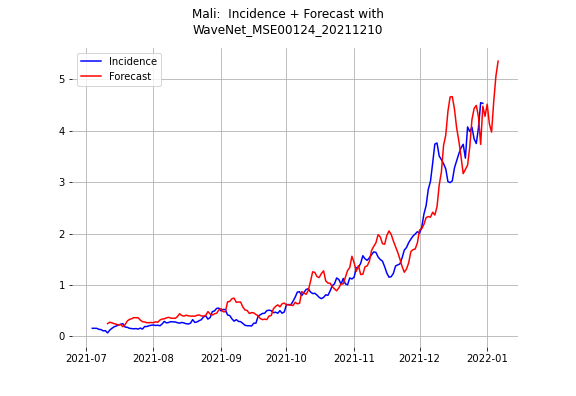 Mali:  Incidence + Forecast with
WaveNet_MSE00124_20211210
Incidence
Forecast
5
4
3
2
1
0
2021-07 2021-08 2021-09 2021-10 2021-11 2021-12 2022-01